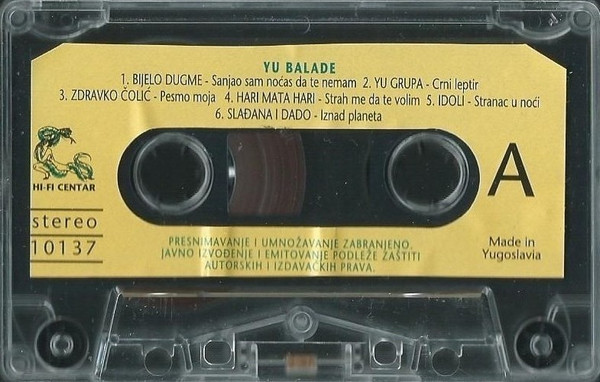 YU BALADE
1. BIJELO DUGME - Sanjao sam noćas da te nemam 2. YU GRUPA - Crni leptir
3. ZDRAVKO ČOLIĆ - Pesmo moja 4. HARI MATA HARI - Strah me da te volim 5. IDOLI - Stranac u noći
6. SLAĐANA I DADO - Iznad planeta
HI-FI CENTAR
A
stereo
10137
PRESNIMAVANJE I UMNOŽAVANJE ZABRANJENO.
JAVNO IZVOĐENJE I EMITOVANJE PODLEŽE ZAŠTITI
AUTORSKIH I IZDAVAČKIH PRAVA.
Made in
Yugoslavia